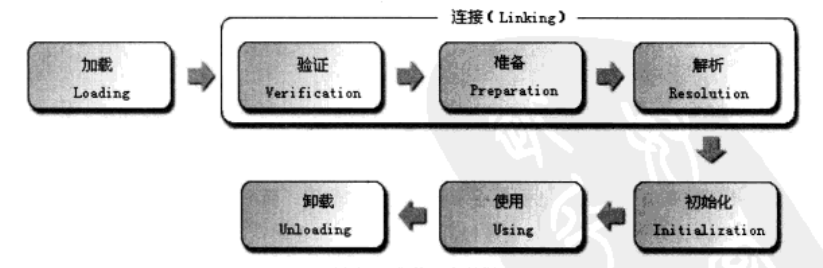 连接(Linking)
加载
Loading
验证
Verification
准备
Preparation
解析
Resolution
初始化
Initialization
使用
Using
卸载
Unloading